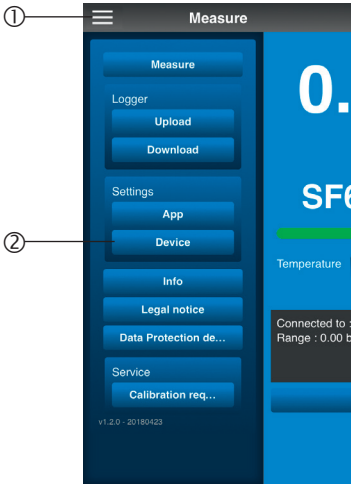 ① Measure
Measure
Logger
Upload
Download
Settings
App
② Device
Info
Legal notice
Data Protection de...
Service
Calibration req...
v1.2.0 - 20180423
0.
SF6
Temperature
Connected to :
Range : 0.00 b